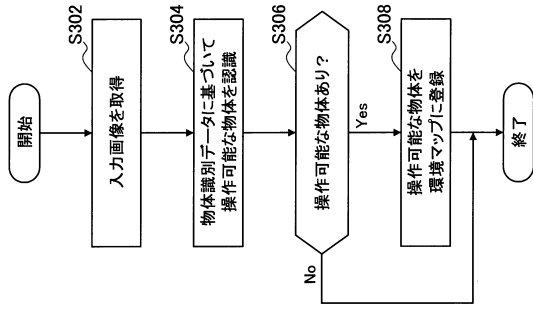 開始
S302
入力画像を取得
S304
物体識別データに基づいて
操作可能な物体を認識
S306
操作可能な物体あり?
Yes
No
S308
操作可能な物体を
環境マップに登録
終了